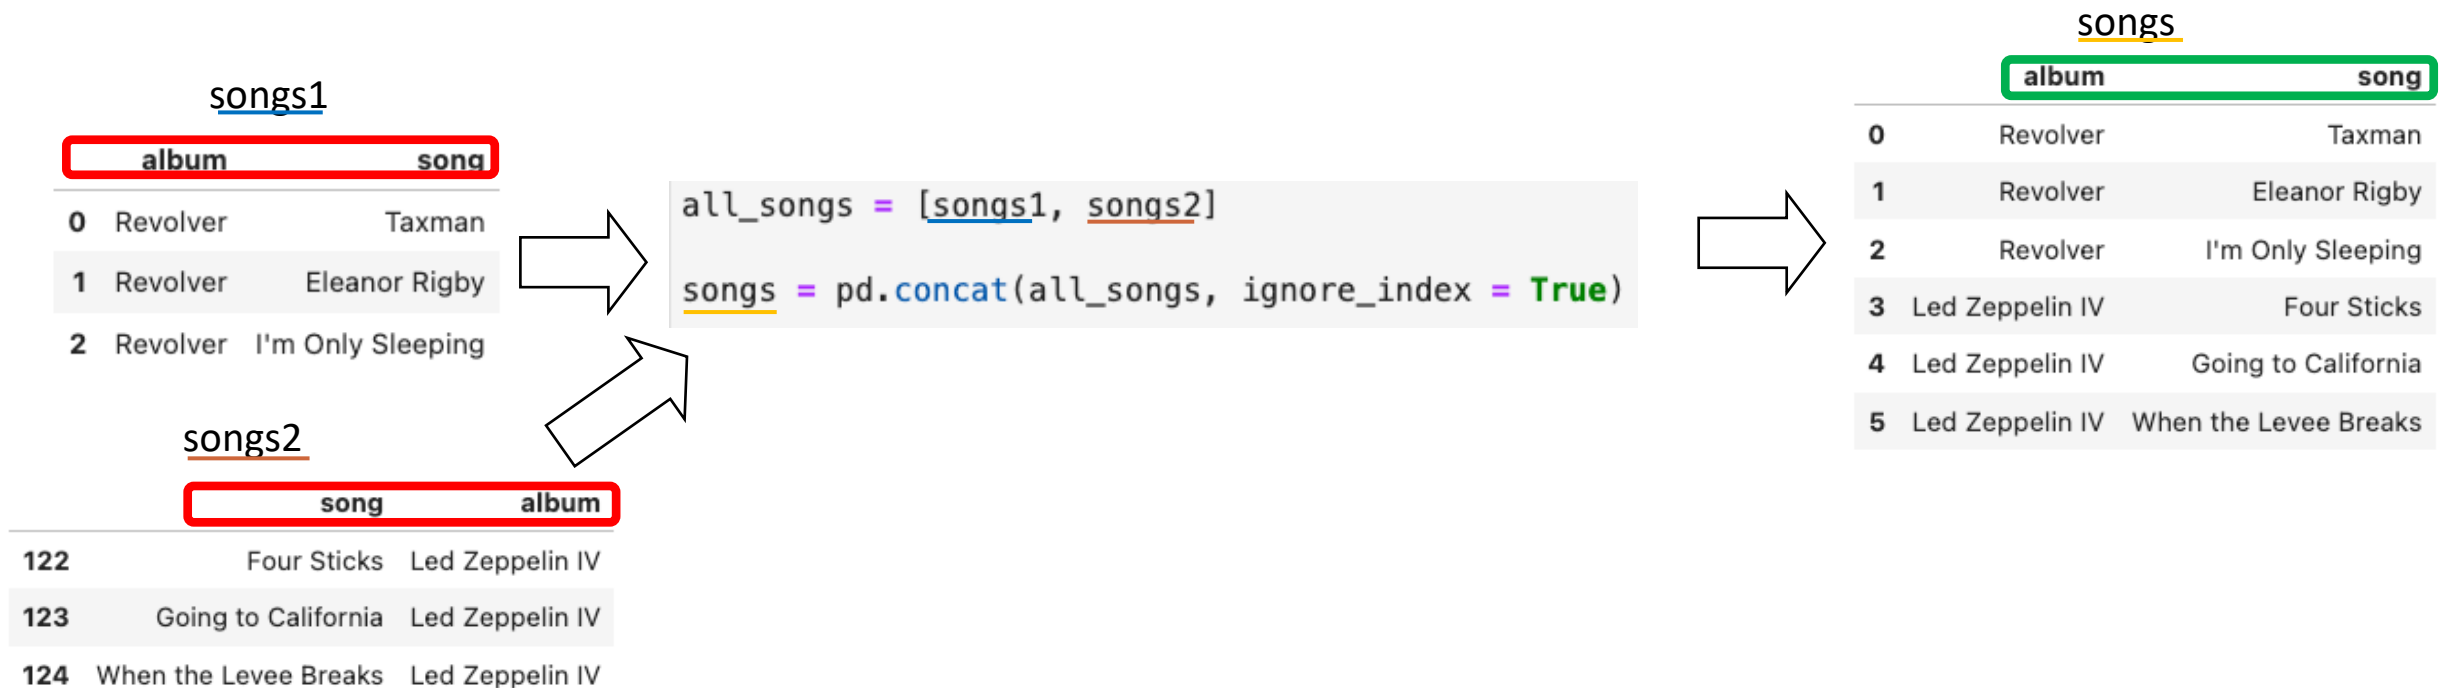 songs1
album song
0 Revolver Taxman
1 Revolver Eleanor Rigby
2 Revolver I'm Only Sleeping
songs2
song album
122 Four Sticks Led Zeppelin IV
123 Going to California Led Zeppelin IV
124 When the Levee Breaks Led Zeppelin IV
all_songs = [songs1, songs2]
songs = pd.concat(all_songs, ignore_index = True)
songs
album song
0 Revolver Taxman
1 Revolver Eleanor Rigby
2 Revolver I'm Only Sleeping
3 Led Zeppelin IV Four Sticks
4 Led Zeppelin IV Going to California
5 Led Zeppelin IV When the Levee Breaks